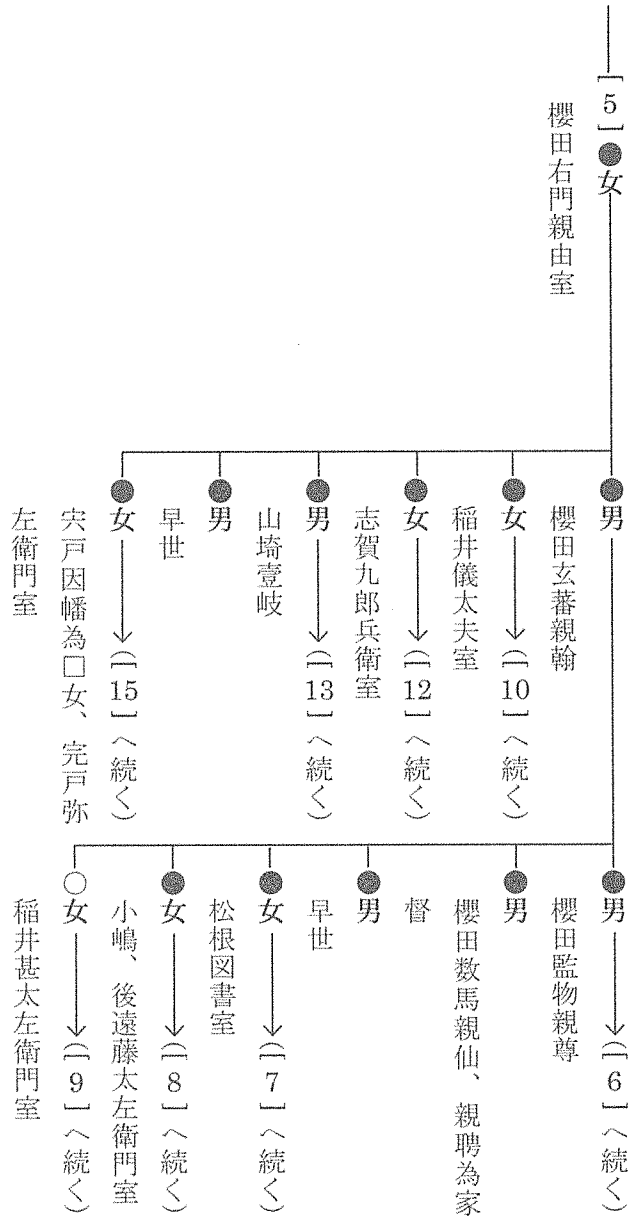 [5]●女
櫻田右門親由室
●男
櫻田玄蕃親翰
●女→([10]へ続く)
稲井儀太夫室
●女→([12]へ続く)
志賀九郎兵衛室
●男→([13]へ続く)
山埼壹岐
●男
早世
●女→([15]へ続く)
宍戸因幡為□女、完戸弥
左衛門室
●男→([6]へ続く)
櫻田監物親尊
●男
櫻田数馬親仙、親聘為家
督
●男
早世
●女→([7]へ続く)
松根図書室
●女→([8]へ続く)
小嶋、後遠藤太左衛門室
○女→([9]へ続く)
稲井甚太左衛門室